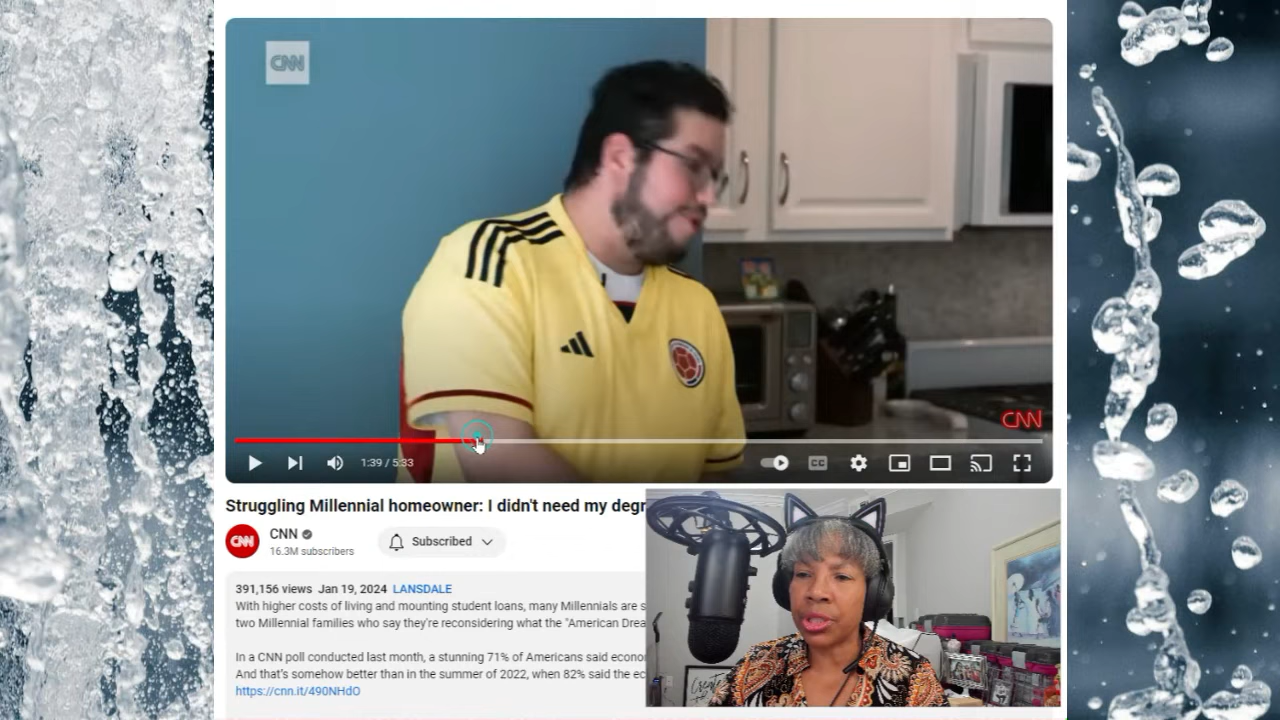 CNN
CNN
1:39 / 5:33
CC
Struggling Millennial homeowner: I didn't need my degr
CNN
CNN
16.3M subscribers
Subscribed
391,156 views Jan 19, 2024 LANSDALE
With higher costs of living and mounting student loans, many Millennials are s
two Millennial families who say they're reconsidering what the "American Drea
In a CNN poll conducted last month, a stunning 71% of Americans said econo
And that's somehow better than in the summer of 2022, when 82% said the ec
https://cnn.it/490NHdO